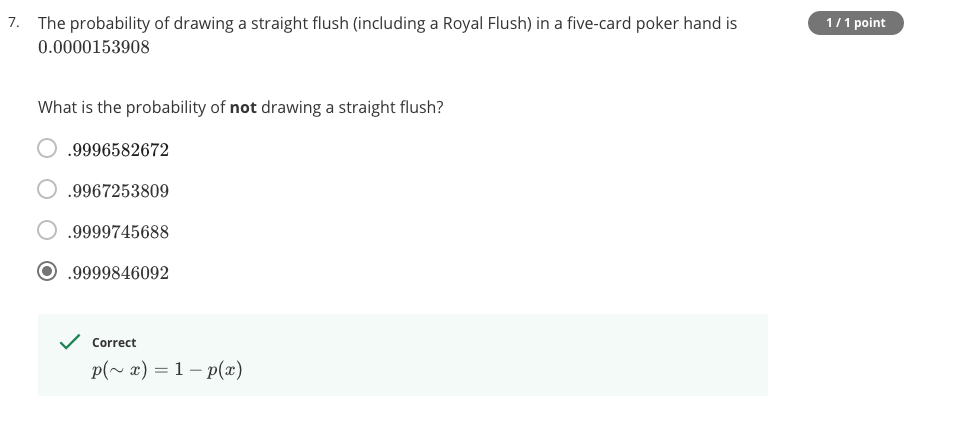 7. The probability of drawing a straight flush (including a Royal Flush) in a five-card poker hand is
1 / 1 point
0.0000153908
What is the probability of not drawing a straight flush?
.9996582672
.9967253809
.9999745688
.9999846092
Correct
p(∼ x) = 1 − p(x)